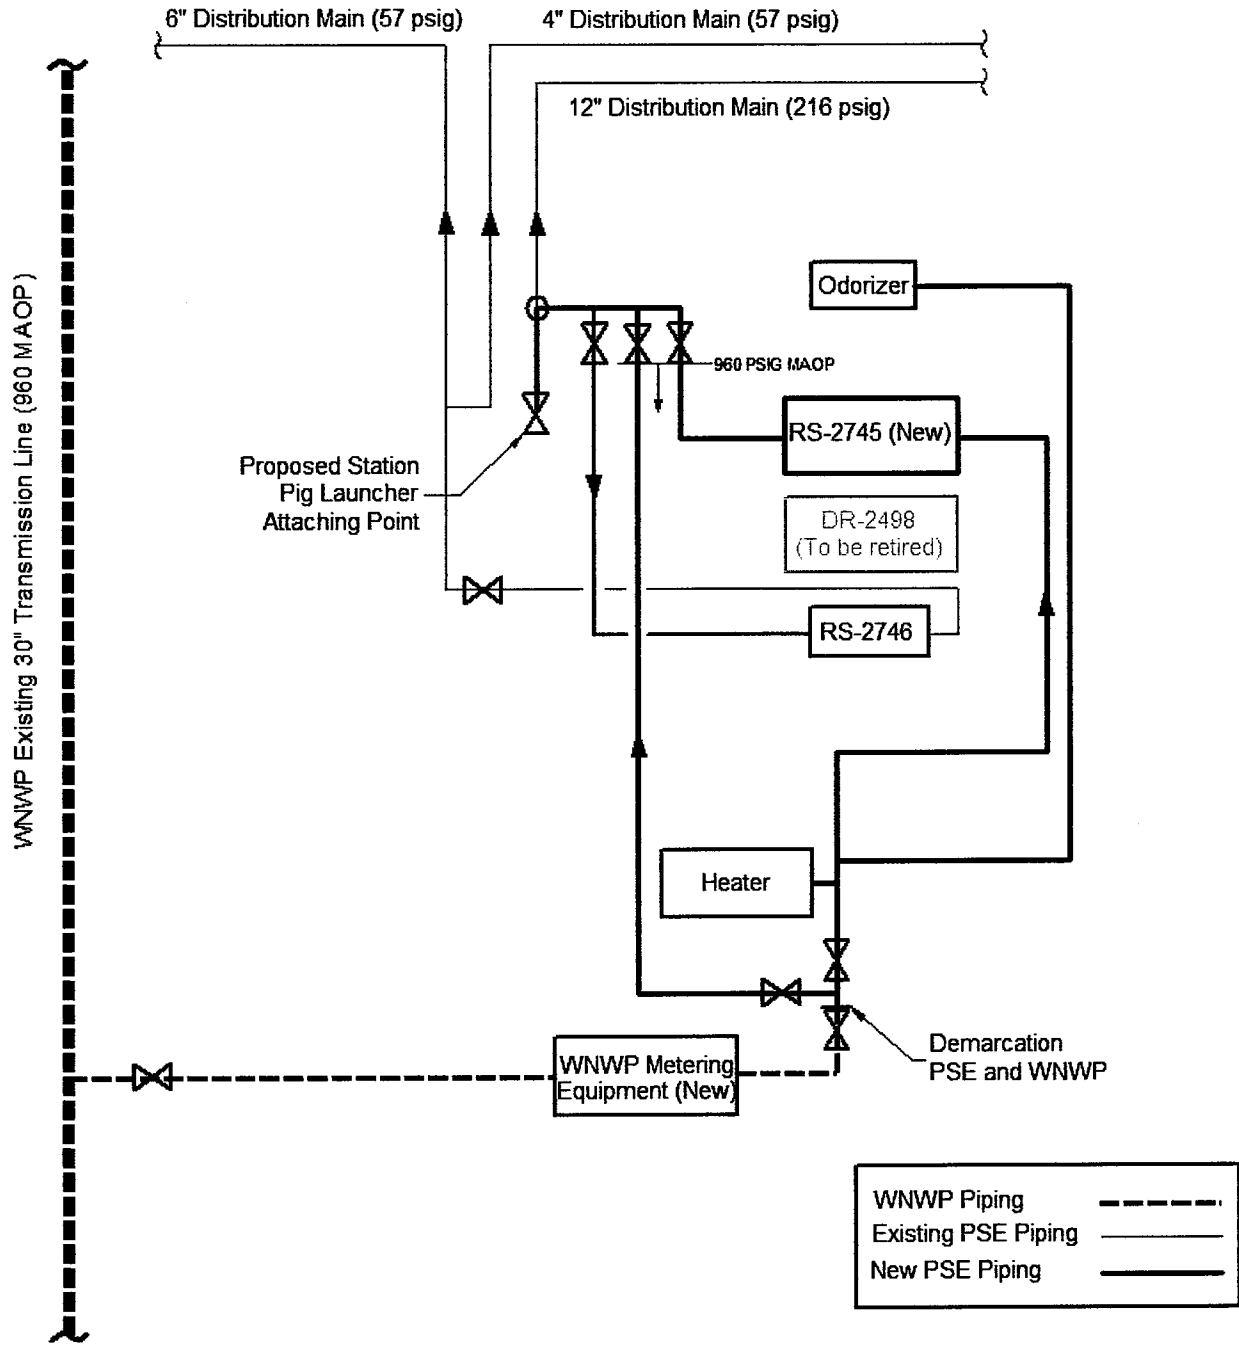 6" Distribution Main (57 psig)
4" Distribution Main (57 psig)
12" Distribution Main (216 psig)
WNWP Existing 30" Transmission Line (960 MAOP)
Odorizer
960 PSIG MAOP
RS-2745 (New)
Proposed Station
Pig Launcher
Attaching Point
DR-2498
(To be retired)
RS-2746
Heater
Demarcation
PSE and WNWP
WNWP Metering
Equipment (New)
WNWP Piping
Existing PSE Piping
New PSE Piping